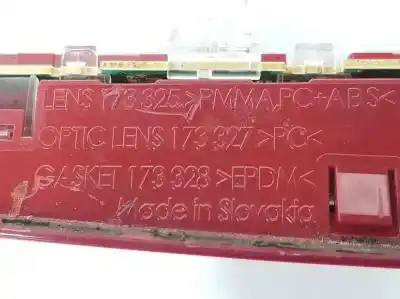 LENS 173 325 >PMMA,PC+ABS<
OPTIC LENS 173 327 >PC<
GASKET 173 328 >EPDM<
Made in Slovakia